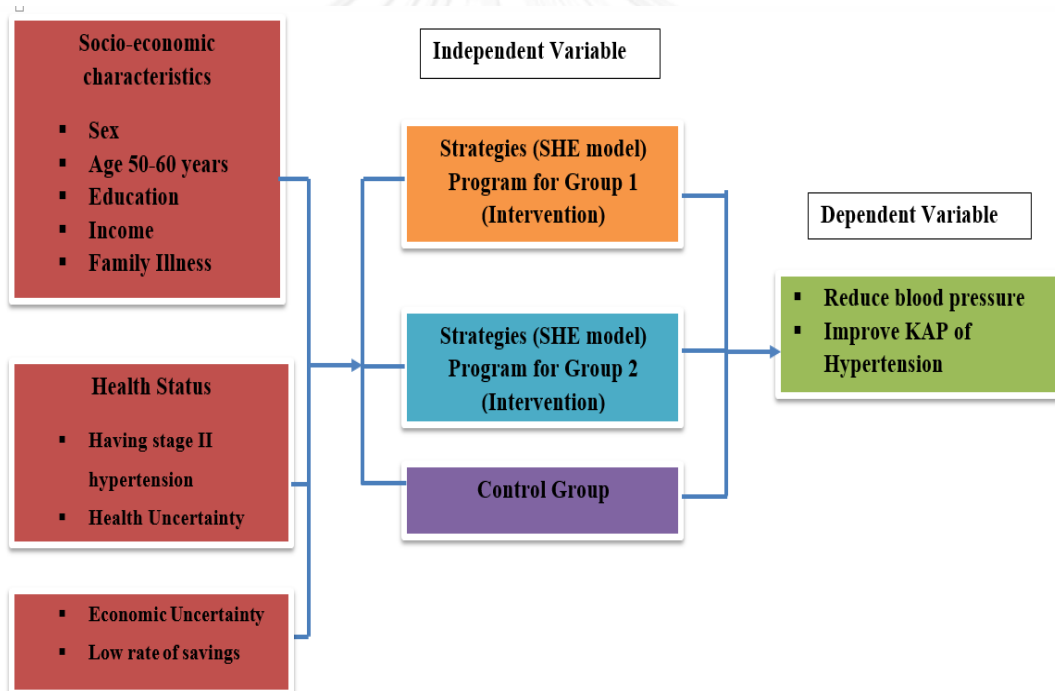 Socio-economic
characteristics
▪ Sex
▪ Age 50-60 years
▪ Education
▪ Income
▪ Family Illness
Health Status
▪ Having stage II
hypertension
▪ Health Uncertainty
▪ Economic Uncertainty
▪ Low rate of savings
Independent Variable
Strategies (SHE model)
Program for Group 1
(Intervention)
Strategies (SHE model)
Program for Group 2
(Intervention)
Control Group
Dependent Variable
▪ Reduce blood pressure
▪ Improve KAP of
Hypertension